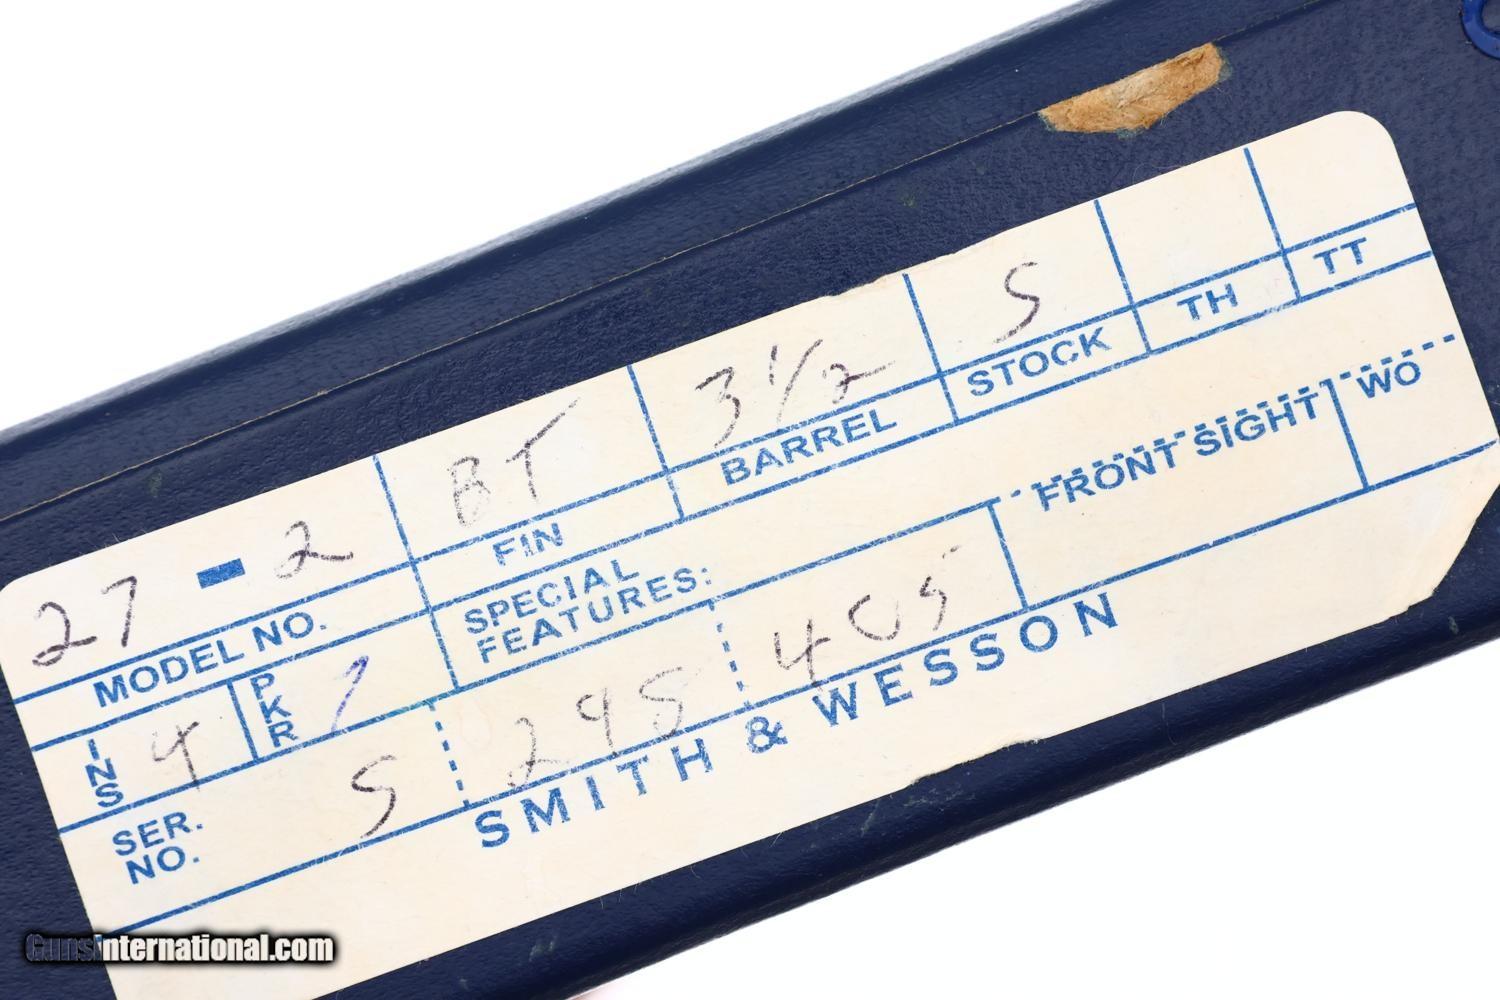 27 - 2 BT 3 1/2 S
MODEL NO. FIN BARREL STOCK TH TT
INS 4 PKR 7 SPECIAL FEATURES: FRONT SIGHT WO
SER. NO. S 295 405
SMITH & WESSON
GunsInternational.com